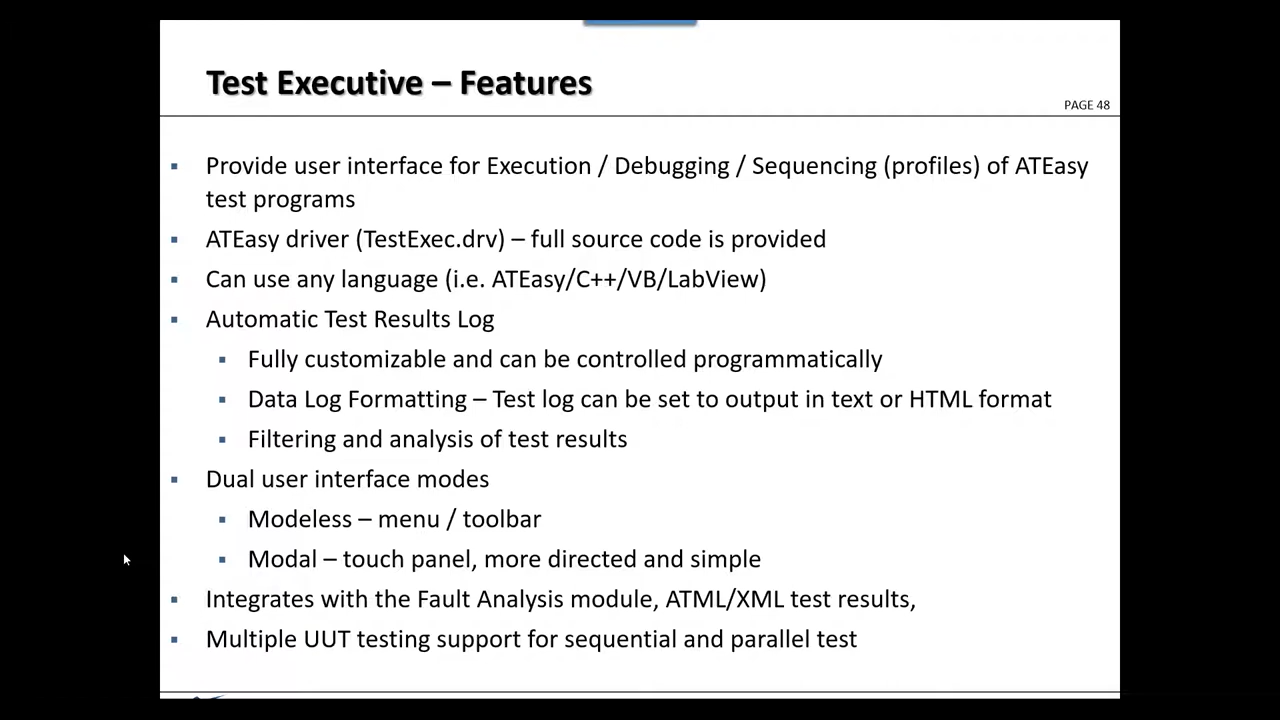 Test Executive – Features
PAGE 48
▪ Provide user interface for Execution / Debugging / Sequencing (profiles) of ATEasy
test programs
▪ ATEasy driver (TestExec.drv) – full source code is provided
▪ Can use any language (i.e. ATEasy/C++/VB/LabView)
▪ Automatic Test Results Log
▪ Fully customizable and can be controlled programmatically
▪ Data Log Formatting – Test log can be set to output in text or HTML format
▪ Filtering and analysis of test results
▪ Dual user interface modes
▪ Modeless – menu / toolbar
▪ Modal – touch panel, more directed and simple
▪ Integrates with the Fault Analysis module, ATML/XML test results,
▪ Multiple UUT testing support for sequential and parallel test